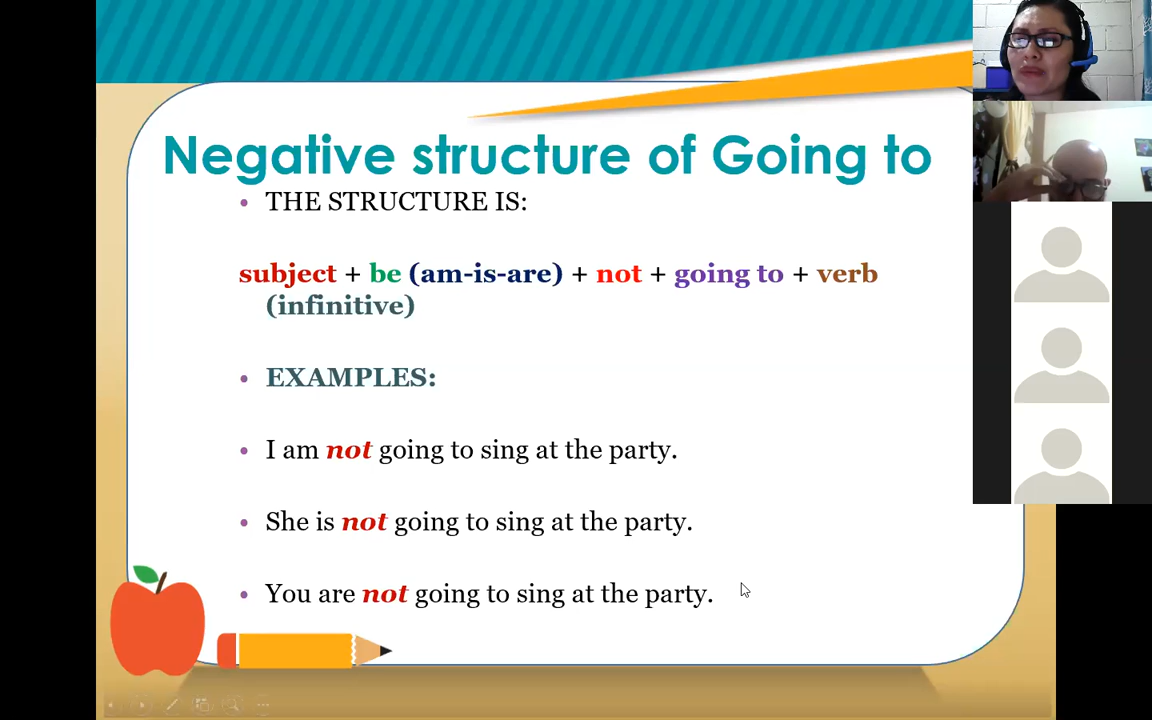 Negative structure of Going to
• THE STRUCTURE IS:
subject + be (am-is-are) + not + going to + verb
(infinitive)
• EXAMPLES:
• I am not going to sing at the party.
• She is not going to sing at the party.
• You are not going to sing at the party.